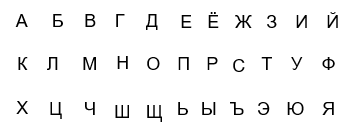 А Б В Г Д Е Ё Ж З И Й
К Л М Н О П Р С Т У Ф
Х Ц Ч Ш Щ Ь Ы Ъ Э Ю Я